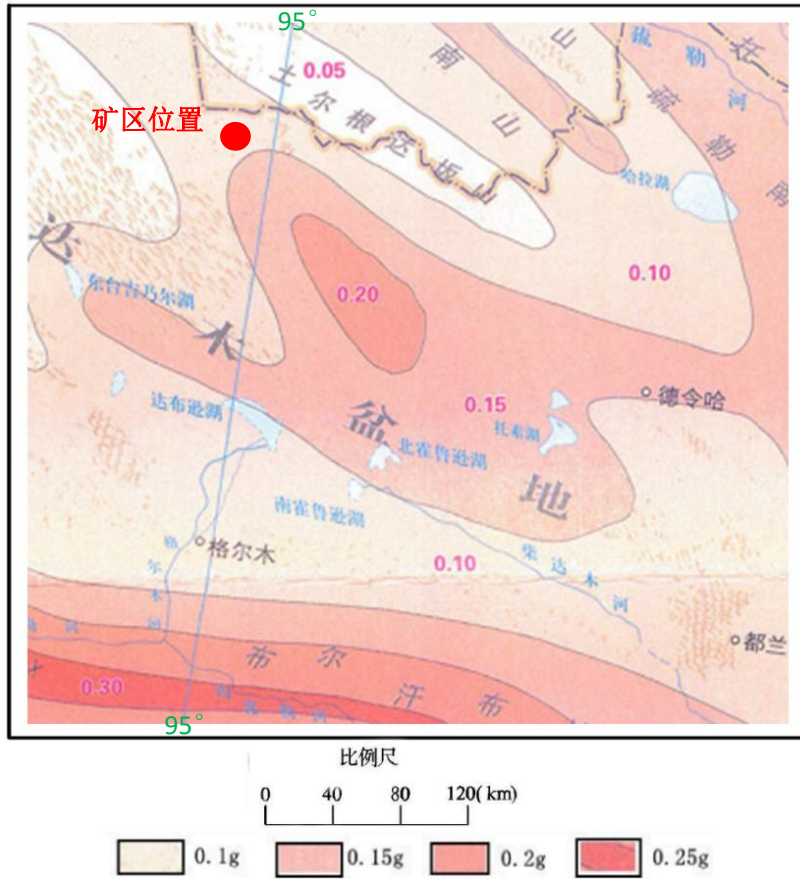 95°
0.05
土尔根达坂山
南山
山
疏勒河
疏勒南
矿区位置
哈拉湖
0.10
达
东台吉乃尔湖
0.20
木
达布逊湖
盆
0.15
托素湖
德令哈
北霍鲁逊湖
地
南霍鲁逊湖
格尔木
格尔木河
0.10
柴达木河
都兰
布尔汗布
0.30
95°
比例尺
0 40 80 120( km)
0.1g 0.15g 0.2g 0.25g